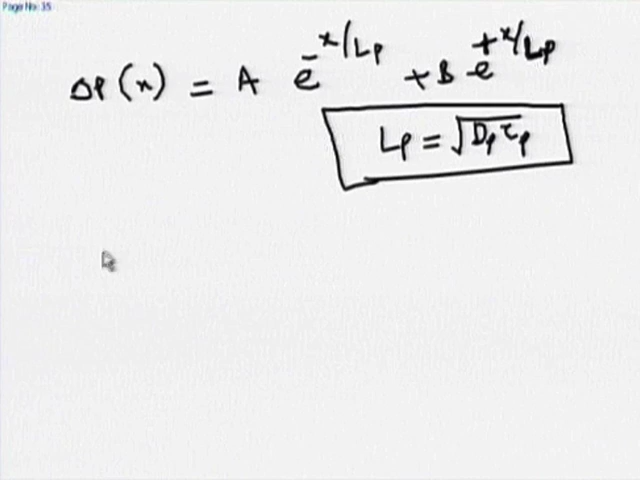 Page No: 35
Δp(x) = A e^{-x/Lp} + B e^{+x/Lp}
Lp = √Dp τp